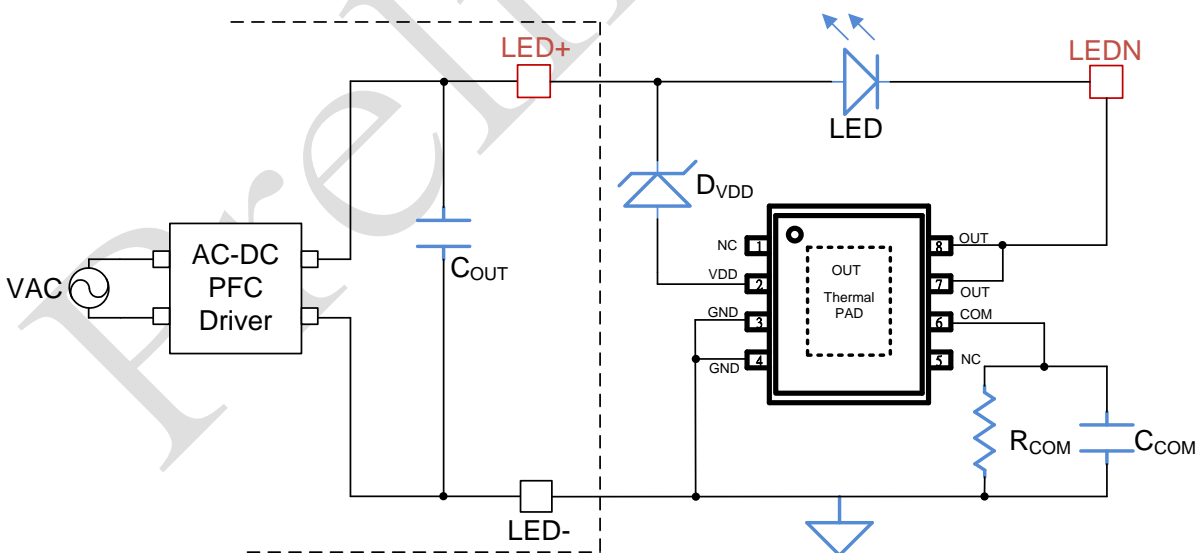 Preli
LED+
LEDN
LED
DVDD
VAC
AC-DC
PFC
Driver
COUT
NC 1
VDD 2
GND 3
GND 4
OUT
Thermal
PAD
8 OUT
7 OUT
6 COM
5 NC
RCOM
CCOM
LED-